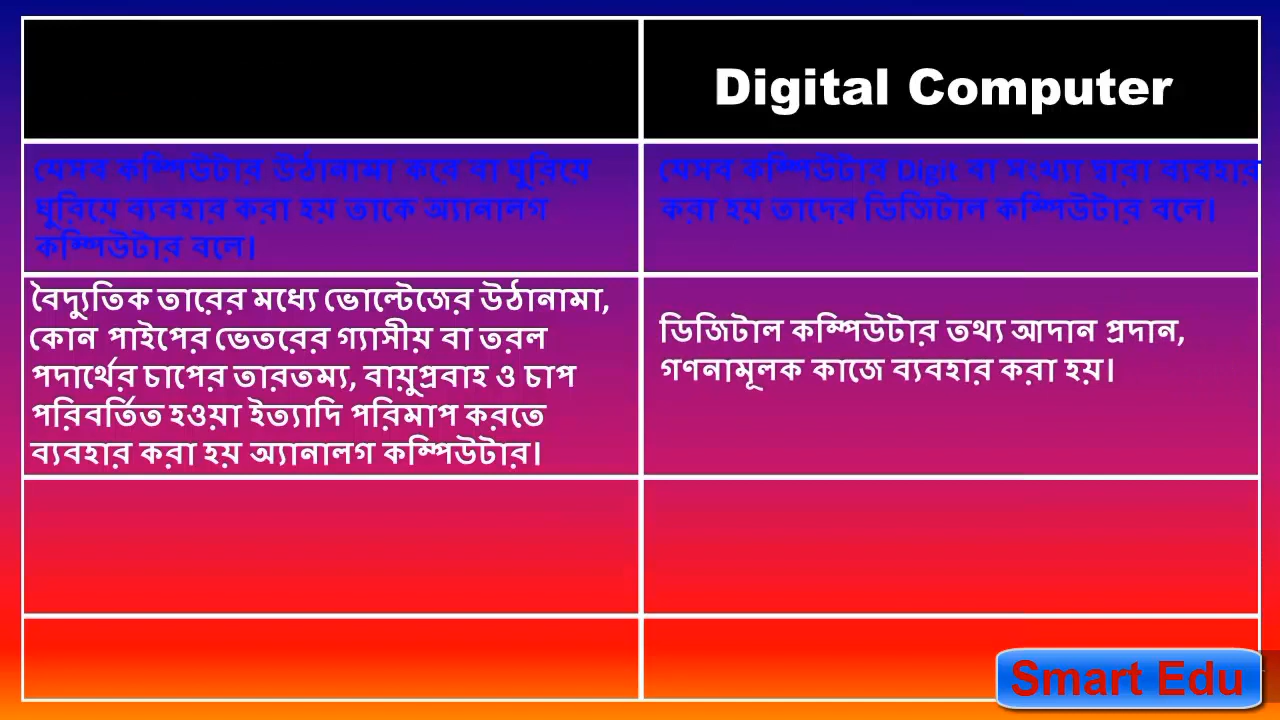 Digital Computer
যেসব কম্পিউটার উঠানামা করে বা ঘুরিয়ে
ঘুরিয়ে ব্যবহার করা হয় তাকে অ্যানালগ
কম্পিউটার বলে।
যেসব কম্পিউটার Digit বা সংখ্যা দ্বারা ব্যবহার
করা হয় তাদের ডিজিটাল কম্পিউটার বলে।
বৈদ্যুতিক তারের মধ্যে ভোল্টেজের উঠানামা,
কোন পাইপের ভেতরের গ্যাসীয় বা তরল
পদার্থের চাপের তারতম্য, বায়ুপ্রবাহ ও চাপ
পরিবর্তিত হওয়া ইত্যাদি পরিমাপ করতে
ব্যবহার করা হয় অ্যানালগ কম্পিউটার।
ডিজিটাল কম্পিউটার তথ্য আদান প্রদান,
গণনামূলক কাজে ব্যবহার করা হয়।
Smart Edu